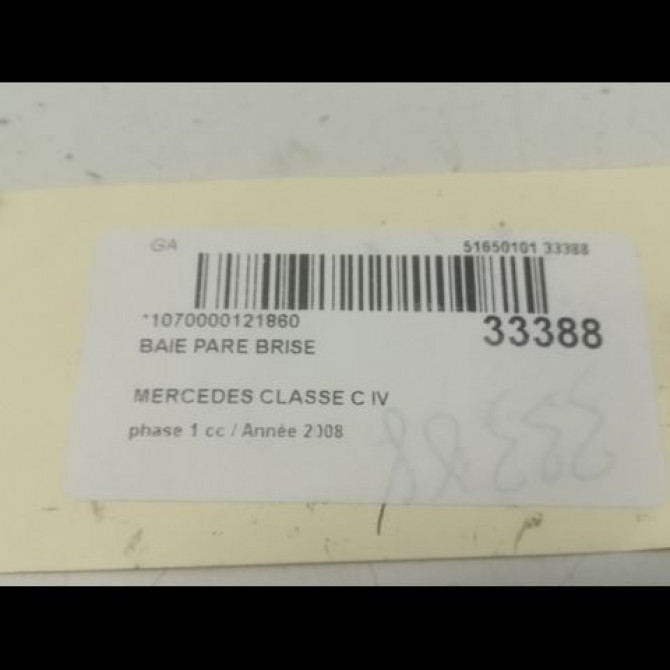 GA 51650101 33388
*1070000121860 33388
BAIE PARE BRISE
MERCEDES CLASSE C IV
phase 1 cc / Année 2008
33388